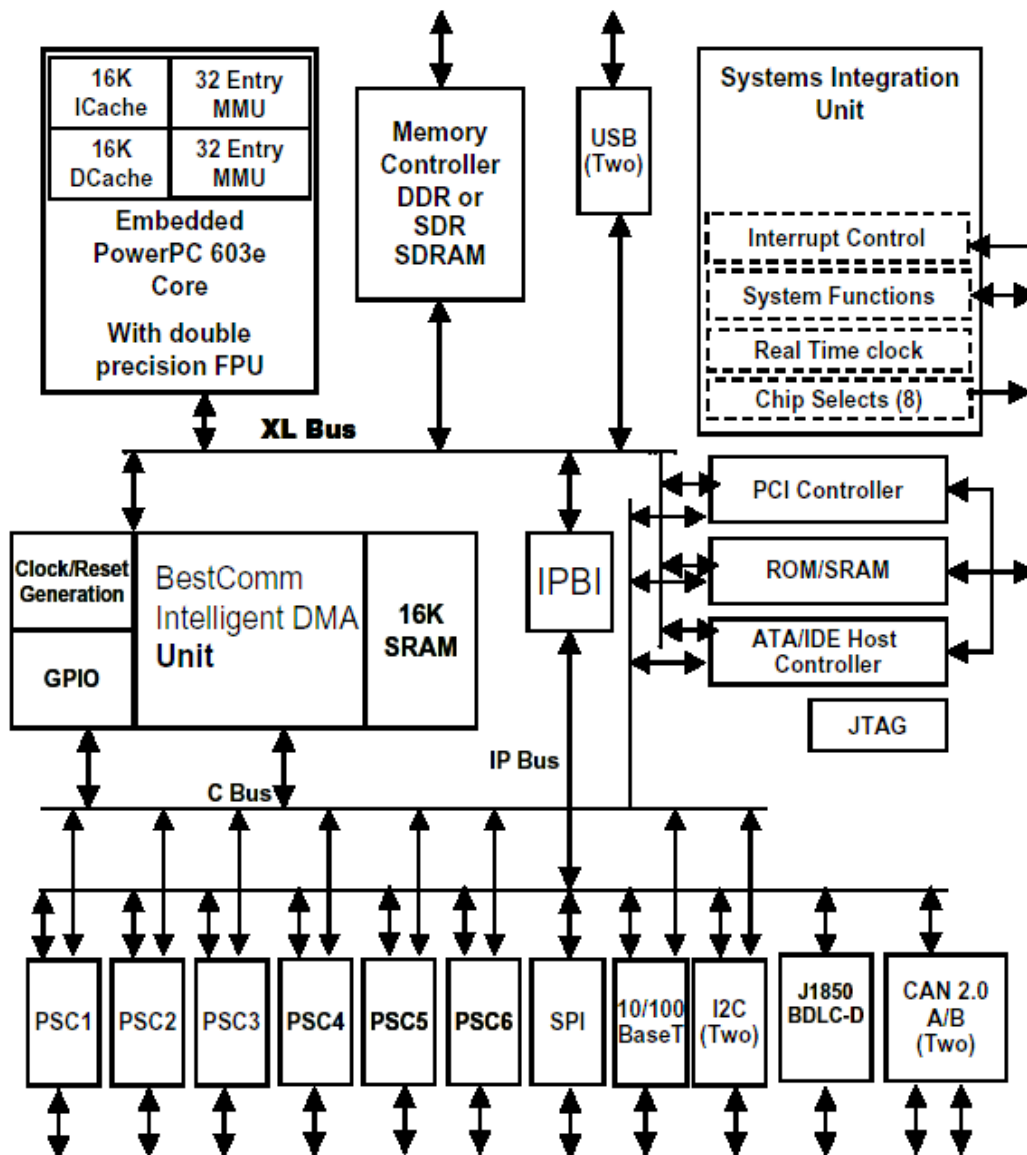 16K
ICache
32 Entry
MMU
16K
DCache
32 Entry
MMU
Embedded
PowerPC 603e
Core
With double
precision FPU
Memory
Controller
DDR or
SDR
SDRAM
USB
(Two)
Systems Integration
Unit
Interrupt Control
System Functions
Real Time clock
Chip Selects (8)
XL Bus
PCI Controller
ROM/SRAM
ATA/IDE Host
Controller
JTAG
Clock/Reset
Generation
GPIO
BestComm
Intelligent DMA
Unit
16K
SRAM
IPBI
IP Bus
C Bus
PSC1
PSC2
PSC3
PSC4
PSC5
PSC6
SPI
10/100
BaseT
I2C
(Two)
J1850
BDLC-D
CAN 2.0
A/B
(Two)